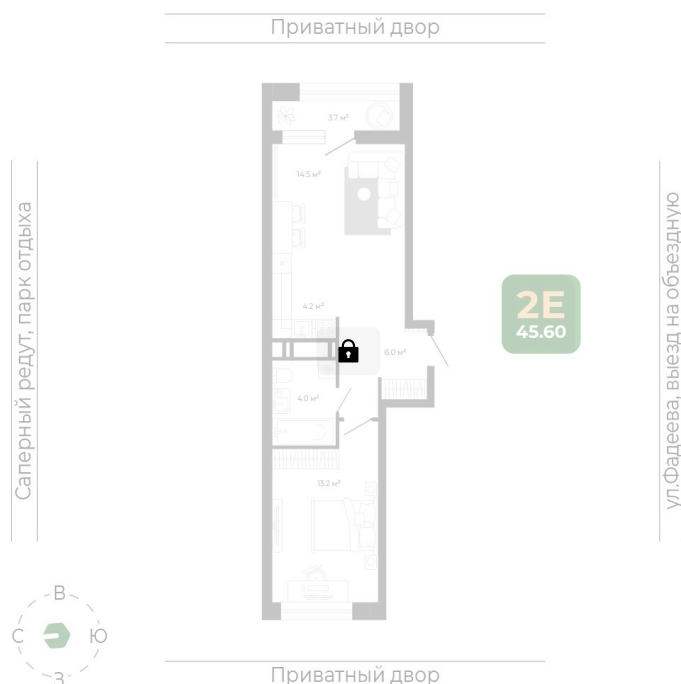 Приватный двор
3.7 м²
14.5 м²
4.2 м²
6.0 м²
4.0 м²
13.2 м²
2Е
45.60
Саперный редут, парк отдыха
ул.Фадеева, выезд на объездную
В
С
Ю
З
Приватный двор